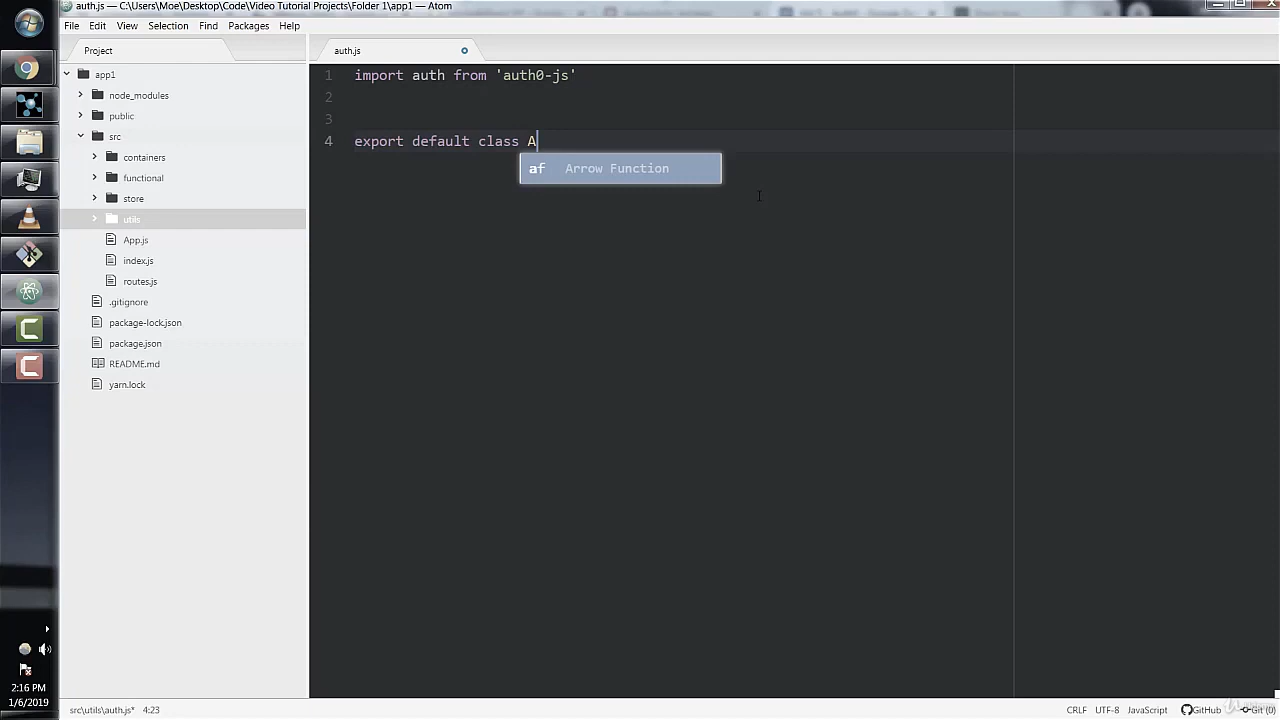 auth.js — C:\Users\Moe\Desktop\Code\Video Tutorial Projects\Folder 1\app1 — Atom
File Edit View Selection Find Packages Help
Project
auth.js
app1
node_modules
public
src
containers
functional
store
utils
App.js
index.js
routes.js
.gitignore
package-lock.json
package.json
README.md
yarn.lock
1 import auth from 'auth0-js'
2
3
4 export default class A
af Arrow Function
2:16 PM
1/6/2019
src\utils\auth.js* 4:23
CRLF UTF-8 JavaScript GitHub Git (0)